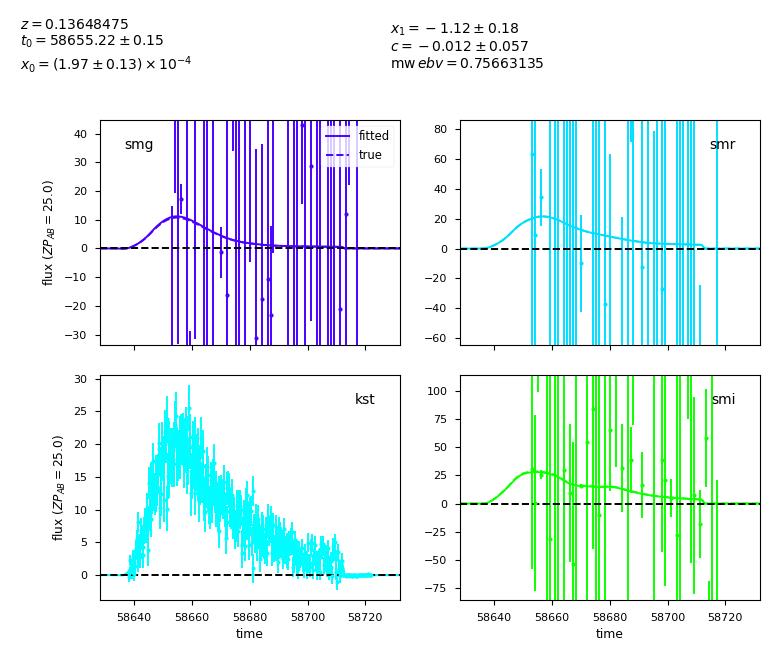 z = 0.13648475
t₀ = 58655.22 ± 0.15
x₀ = (1.97 ± 0.13) × 10⁻⁴
x₁ = −1.12 ± 0.18
c = −0.012 ± 0.057
mw ebv = 0.75663135
smg
fitted
true
flux (ZP_AB = 25.0)
40
30
20
10
0
−10
−20
−30
smr
80
60
40
20
0
−20
−40
−60
kst
flux (ZP_AB = 25.0)
30
25
20
15
10
5
0
58640 58660 58680 58700 58720
time
smi
100
75
50
25
0
−25
−50
−75
58640 58660 58680 58700 58720
time